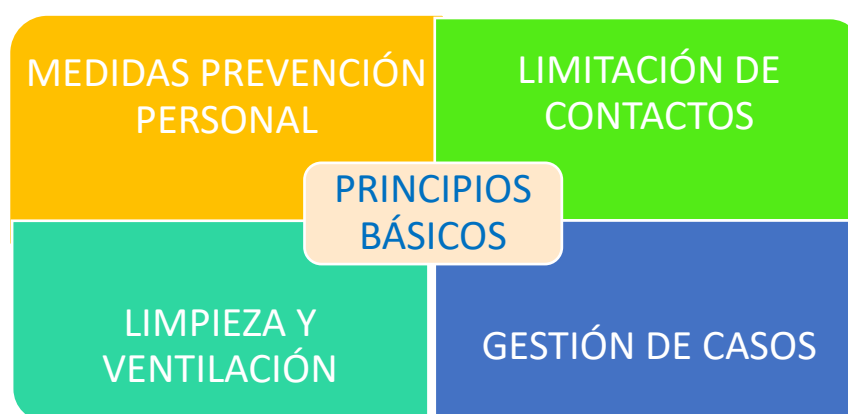 MEDIDAS PREVENCIÓN
PERSONAL
LIMITACIÓN DE
CONTACTOS
PRINCIPIOS
BÁSICOS
LIMPIEZA Y
VENTILACIÓN
GESTIÓN DE CASOS